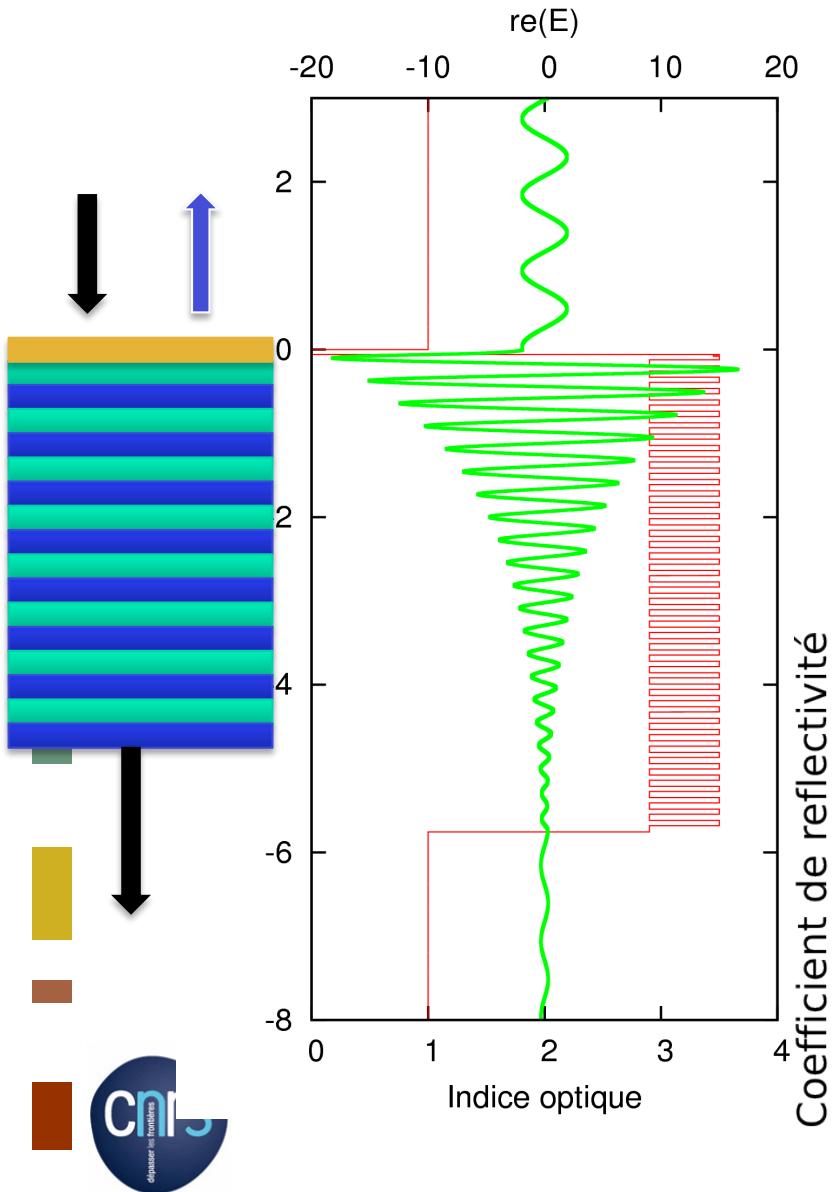 re(E)
-20 -10 0 10 20
2
0
2
4
-6
-8
0 1 2 3 4
Indice optique
Coefficient de reflectivité
cnrs
dépasser les frontières